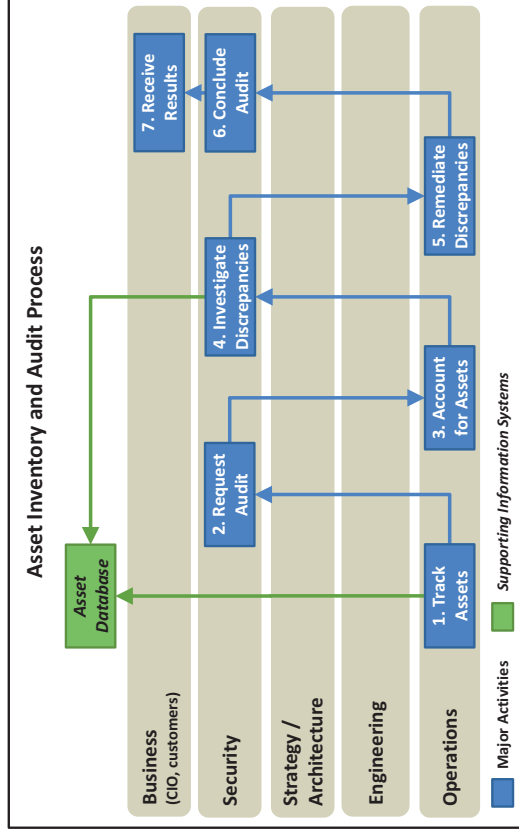 Asset Inventory and Audit Process
Asset
Database
Business
(CIO, customers)
7. Receive
Results
Security
2. Request
Audit
4. Investigate
Discrepancies
6. Conclude
Audit
Strategy /
Architecture
Engineering
Operations
1. Track
Assets
3. Account
for Assets
5. Remediate
Discrepancies
Major Activities
Supporting Information Systems